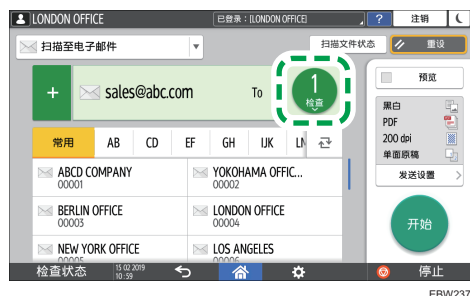 LONDON OFFICE
已登录：[LONDON OFFICE]
? 注销
扫描至电子邮件
扫描文件状态
重设
+ sales@abc.com To
1
检查
预览
黑白
PDF
200 dpi
单面原稿
发送设置
常用 AB CD EF GH IJK LN
ABCD COMPANY
00001
YOKOHAMA OFFIC...
00002
BERLIN OFFICE
00003
LONDON OFFICE
00004
NEW YORK OFFICE
00005
LOS ANGELES
00006
开始
检查状态
15 02 2019
10 : 59
停止
EBW237